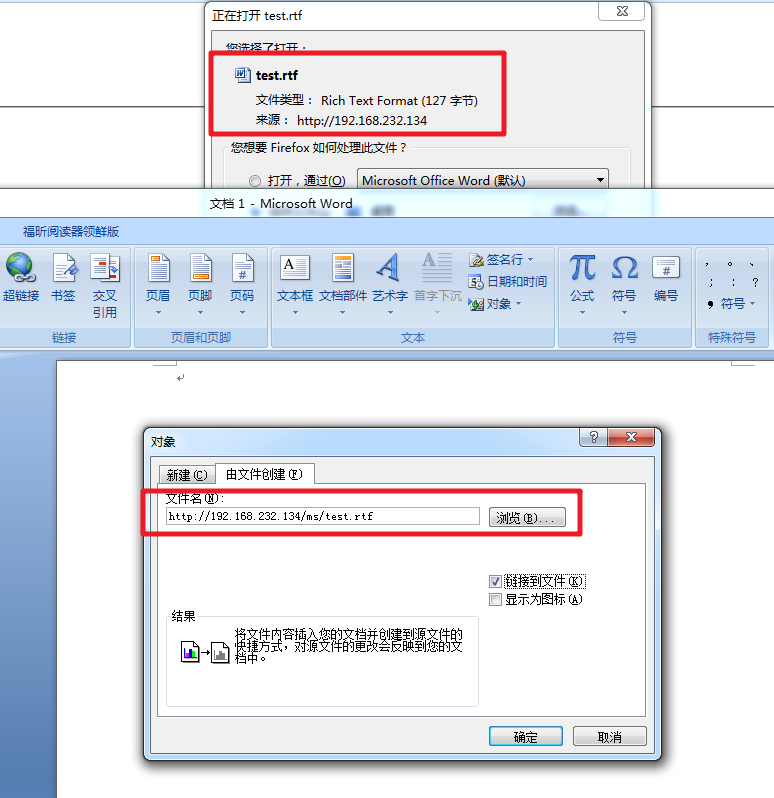 正在打开 test.rtf
您选择了打开：
test.rtf
文件类型： Rich Text Format (127 字节)
来源： http://192.168.232.134
您想要 Firefox 如何处理此文件？
打开，通过(O) Microsoft Office Word (默认)
文档 1 - Microsoft Word
福昕阅读器领鲜版
超链接 书签 交叉引用 页眉 页脚 页码 文本框 文档部件 艺术字 首字下沉
签名行
日期和时间
对象
公式 符号 编号
， 。 、
； ： ？
符号
链接 页眉和页脚 文本 符号 特殊符号
对象
新建(C) 由文件创建(F)
文件名(N):
http://192.168.232.134/ms/test.rtf 浏览(B)...
链接到文件(K)
显示为图标(A)
结果
将文件内容插入您的文档并创建到源文件的
快捷方式，对源文件的更改会反映到您的文
档中。
确定 取消